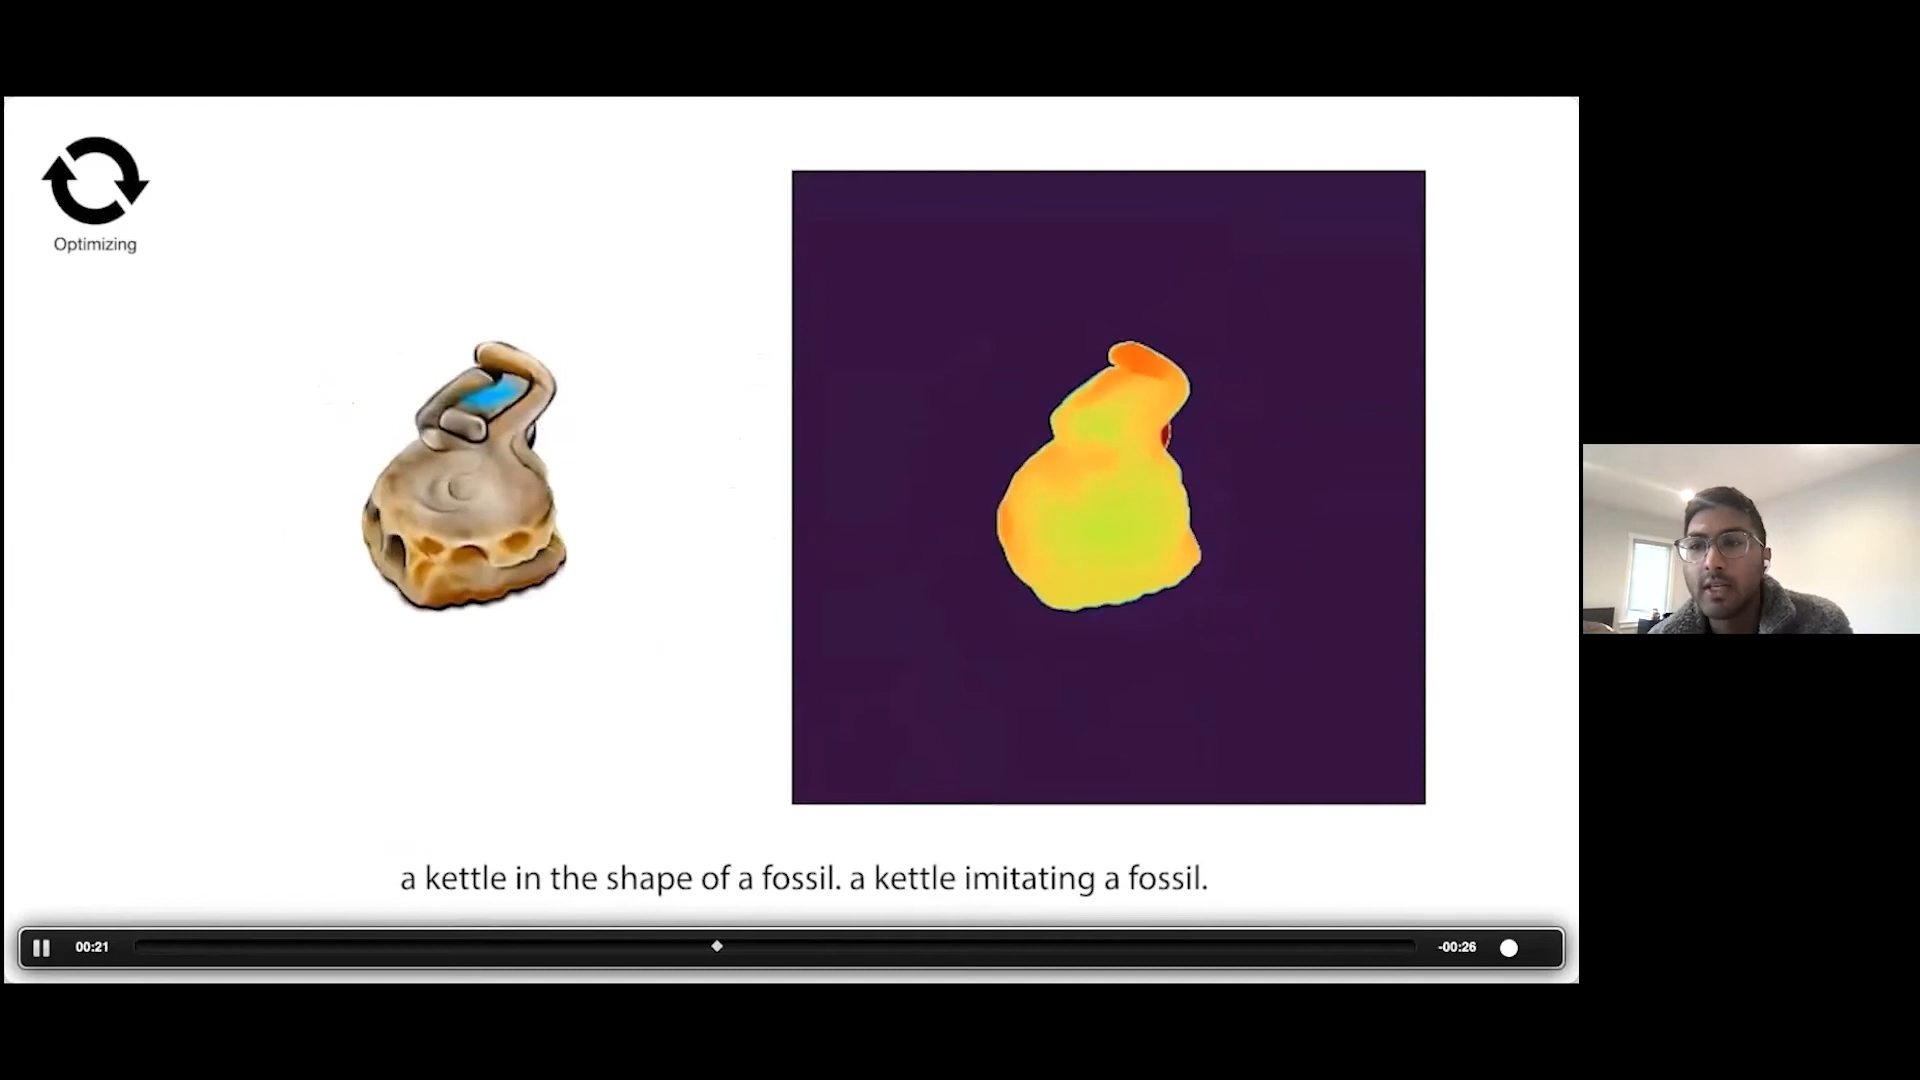 Optimizing
a kettle in the shape of a fossil. a kettle imitating a fossil.
00:21
-00:26